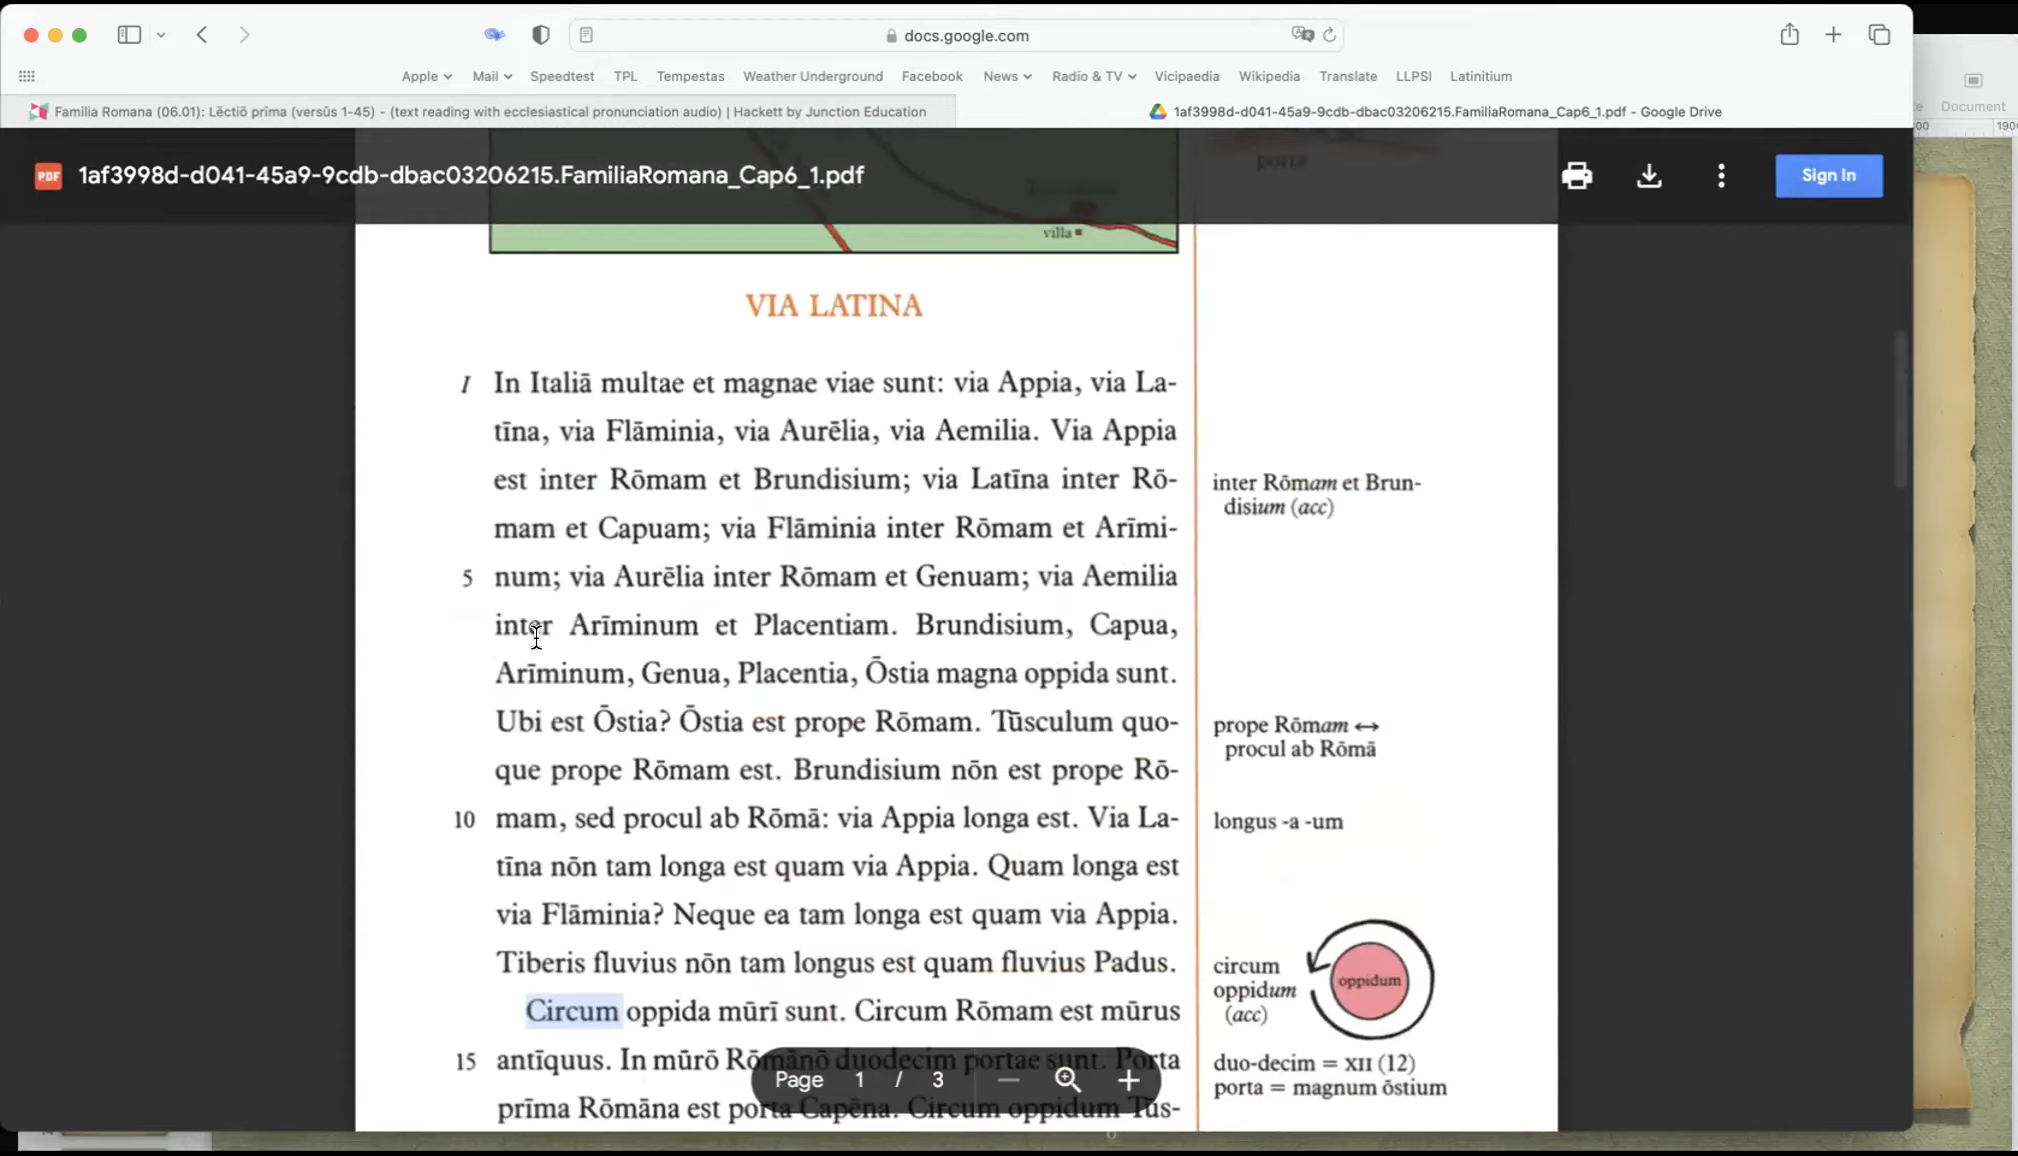 docs.google.com
Apple Mail Speedtest TPL Tempestas Weather Underground Facebook News Radio & TV Vicipaedia Wikipedia Translate LLPSI Latinitium
Familia Romana (06.01): Lēctiō prīma (versūs 1-45) - (text reading with ecclesiastical pronunciation audio) | Hackett by Junction Education
1af3998d-d041-45a9-9cdb-dbac03206215.FamiliaRomana_Cap6_1.pdf - Google Drive
Document
1900
PDF 1af3998d-d041-45a9-9cdb-dbac03206215.FamiliaRomana_Cap6_1.pdf
Sign In
porta
villa
VIA LATINA
I In Italiā multae et magnae viae sunt: via Appia, via La-
tīna, via Flāminia, via Aurēlia, via Aemilia. Via Appia
est inter Rōmam et Brundisium; via Latīna inter Rō-
mam et Capuam; via Flāminia inter Rōmam et Arīmi-
5 num; via Aurēlia inter Rōmam et Genuam; via Aemilia
inter Arīminum et Placentiam. Brundisium, Capua,
Arīminum, Genua, Placentia, Ōstia magna oppida sunt.
Ubi est Ōstia? Ōstia est prope Rōmam. Tūsculum quo-
que prope Rōmam est. Brundisium nōn est prope Rō-
10 mam, sed procul ab Rōmā: via Appia longa est. Via La-
tīna nōn tam longa est quam via Appia. Quam longa est
via Flāminia? Neque ea tam longa est quam via Appia.
Tiberis fluvius nōn tam longus est quam fluvius Padus.
Circum oppida mūrī sunt. Circum Rōmam est mūrus
15 antīquus. In mūrō Rōmānō duodecim portae sunt. Porta
prīma Rōmāna est porta Capēna. Circum oppidum Tūs-
inter Rōmam et Brun-
disium (acc)
prope Rōmam ↔
procul ab Rōmā
longus -a -um
circum
oppidum
(acc)
oppidum
duo-decim = XII (12)
porta = magnum ōstium
Page 1 / 3